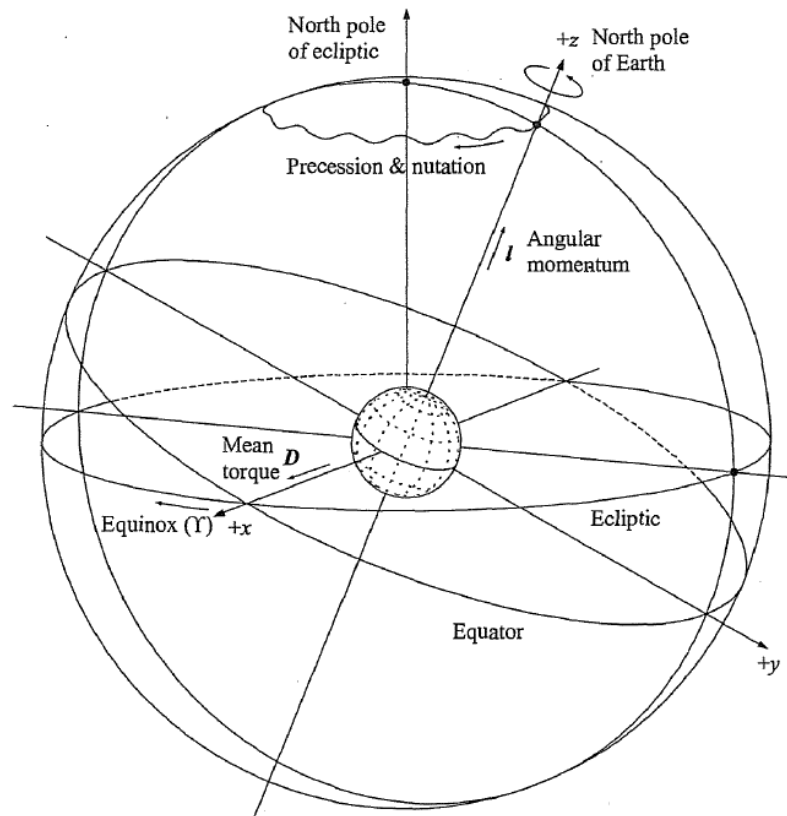 North pole
of ecliptic
+z North pole
of Earth
Precession & nutation
l Angular
momentum
Mean
torque D
Equinox (ϒ) +x
Ecliptic
Equator
+y